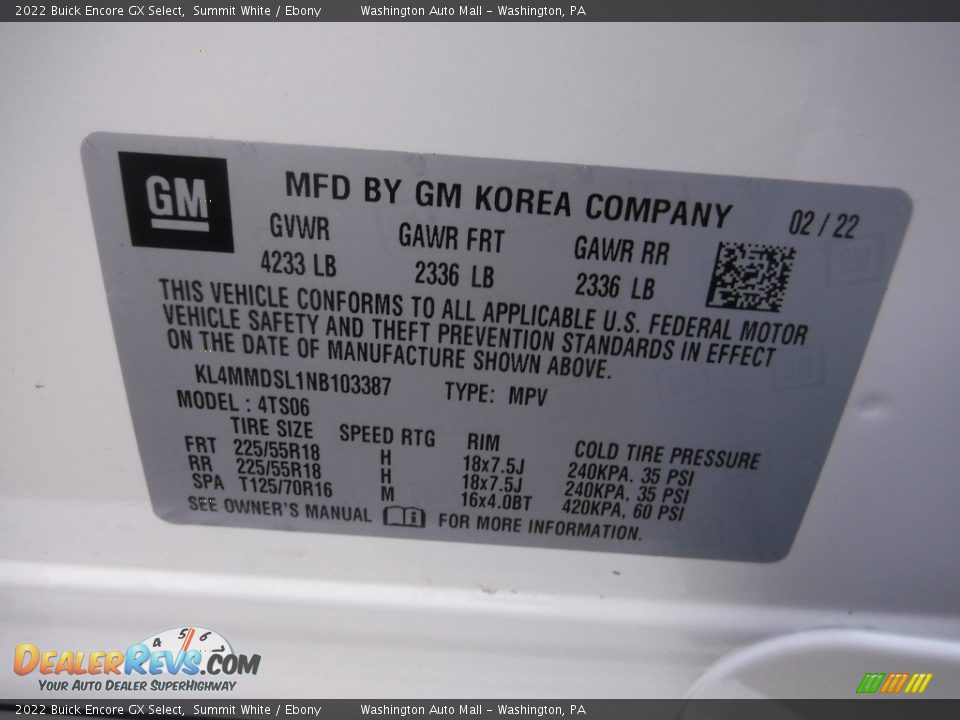 2022 Buick Encore GX Select, Summit White / Ebony Washington Auto Mall - Washington, PA
GM MFD BY GM KOREA COMPANY 02 / 22
GVWR GAWR FRT GAWR RR
4233 LB 2336 LB 2336 LB
THIS VEHICLE CONFORMS TO ALL APPLICABLE U.S. FEDERAL MOTOR
VEHICLE SAFETY AND THEFT PREVENTION STANDARDS IN EFFECT
ON THE DATE OF MANUFACTURE SHOWN ABOVE.
KL4MMDSL1NB103387 TYPE: MPV
MODEL : 4TS06
TIRE SIZE SPEED RTG RIM COLD TIRE PRESSURE
FRT 225/55R18 H 18x7.5J 240KPA. 35 PSI
RR 225/55R18 H 18x7.5J 240KPA. 35 PSI
SPA T125/70R16 M 16x4.0BT 420KPA, 60 PSI
SEE OWNER'S MANUAL FOR MORE INFORMATION.
4 5 6
DEALERREVS.COM
YOUR AUTO DEALER SUPERHIGHWAY
2022 Buick Encore GX Select, Summit White / Ebony Washington Auto Mall - Washington, PA